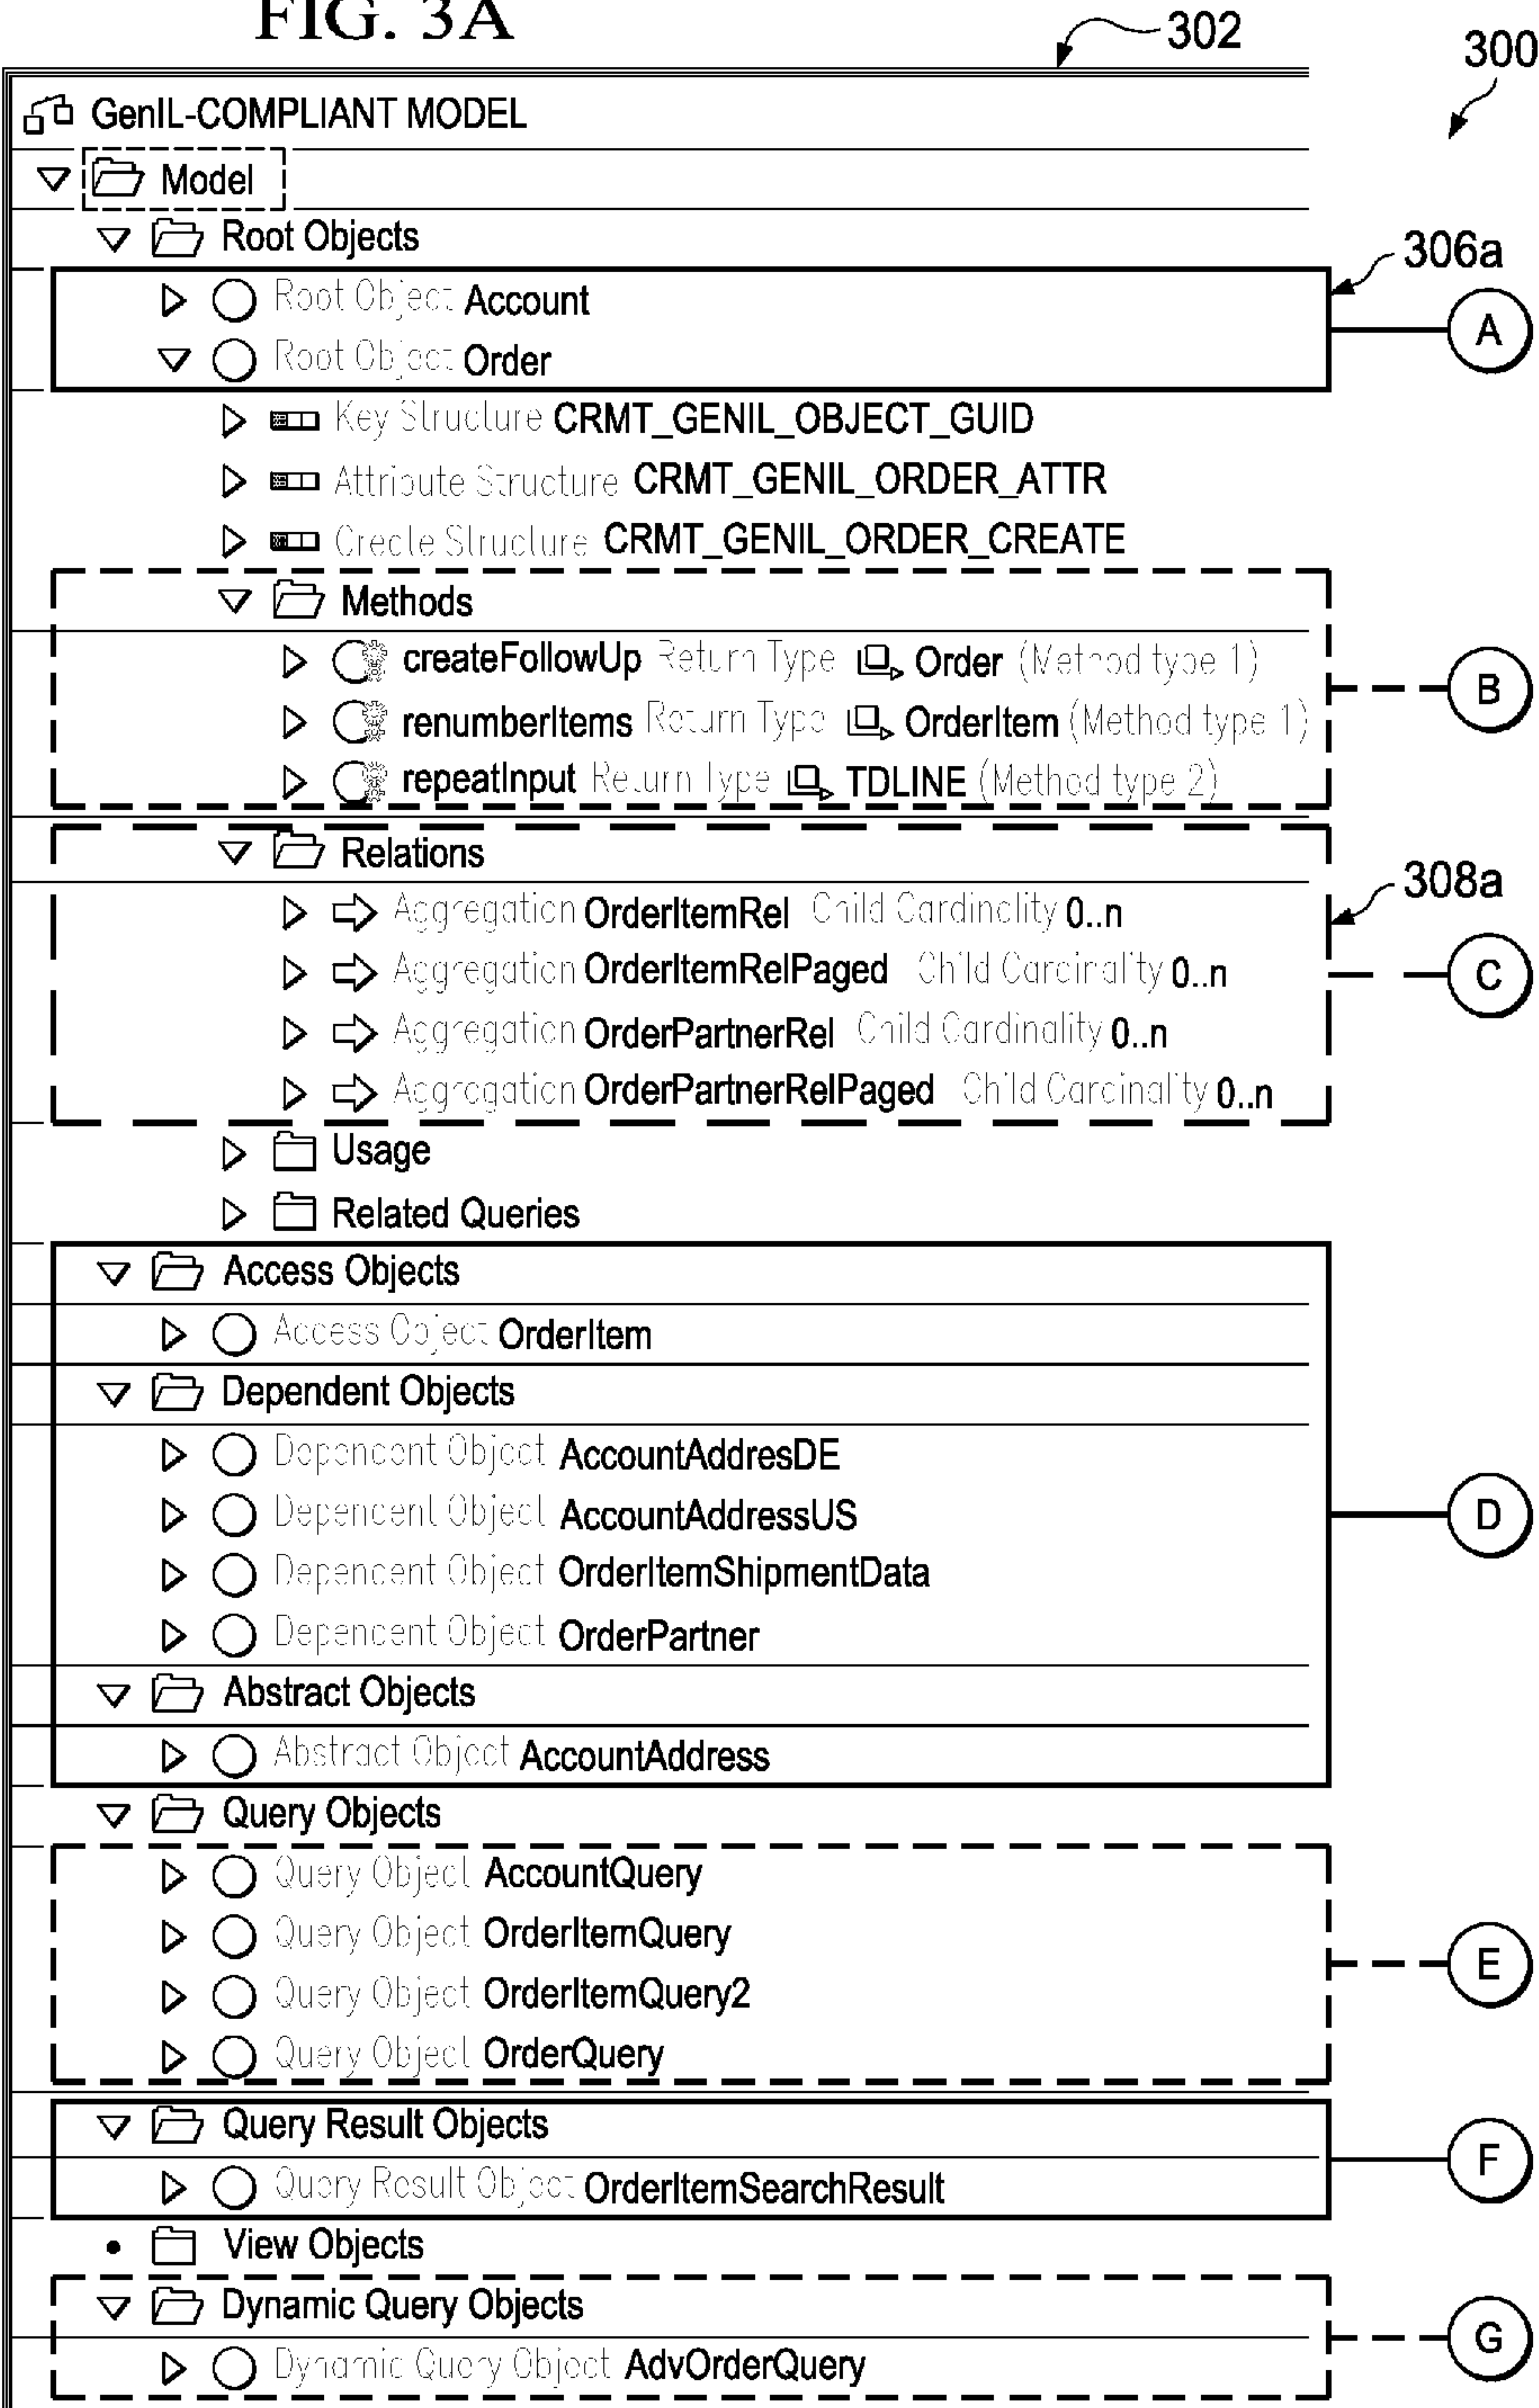 FIG. 3A
302
300
GenIL-COMPLIANT MODEL
Model
Root Objects
306a
Root Object Account
A
Root Object Order
Key Structure CRMT_GENIL_OBJECT_GUID
Attribute Structure CRMT_GENIL_ORDER_ATTR
Create Structure CRMT_GENIL_ORDER_CREATE
Methods
createFollowUp Return Type Order (Method type 1)
B
renumberItems Return Type OrderItem (Method type 1)
repeatInput Return Type TDLINE (Method type 2)
Relations
308a
Aggregation OrderItemRel Child Cardinality 0..n
Aggregation OrderItemRelPaged Child Cardinality 0..n
C
Aggregation OrderPartnerRel Child Cardinality 0..n
Aggregation OrderPartnerRelPaged Child Cardinality 0..n
Usage
Related Queries
Access Objects
Access Object OrderItem
Dependent Objects
Dependent Object AccountAddresDE
Dependent Object AccountAddressUS
D
Dependent Object OrderItemShipmentData
Dependent Object OrderPartner
Abstract Objects
Abstract Object AccountAddress
Query Objects
Query Object AccountQuery
Query Object OrderItemQuery
E
Query Object OrderItemQuery2
Query Object OrderQuery
Query Result Objects
F
Query Result Object OrderItemSearchResult
View Objects
Dynamic Query Objects
G
Dynamic Query Object AdvOrderQuery